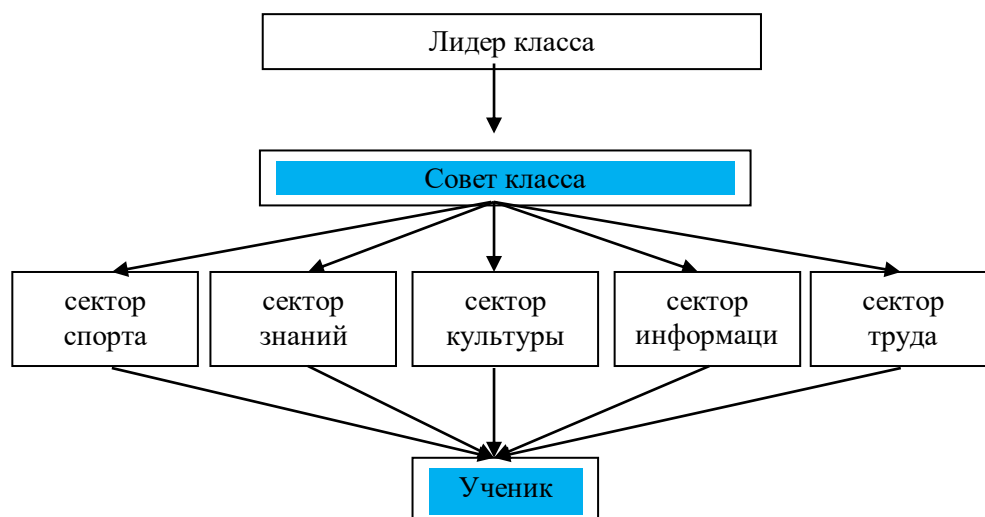 Лидер класса
Совет класса
сектор
спорта
сектор
знаний
сектор
культуры
сектор
информаци
сектор
труда
Ученик